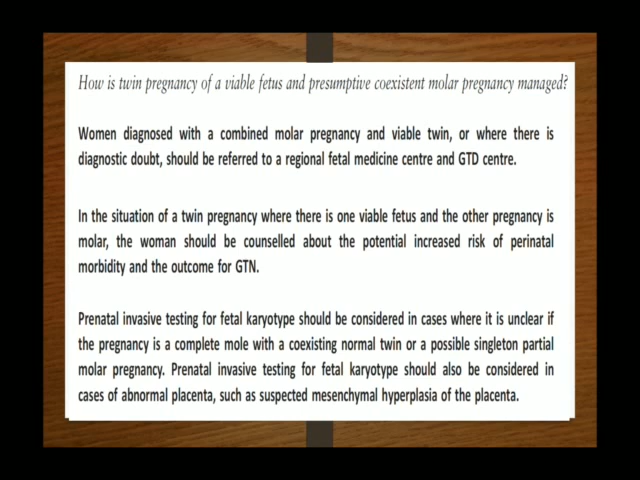 How is twin pregnancy of a viable fetus and presumptive coexistent molar pregnancy managed?
Women diagnosed with a combined molar pregnancy and viable twin, or where there is
diagnostic doubt, should be referred to a regional fetal medicine centre and GTD centre.
In the situation of a twin pregnancy where there is one viable fetus and the other pregnancy is
molar, the woman should be counselled about the potential increased risk of perinatal
morbidity and the outcome for GTN.
Prenatal invasive testing for fetal karyotype should be considered in cases where it is unclear if
the pregnancy is a complete mole with a coexisting normal twin or a possible singleton partial
molar pregnancy. Prenatal invasive testing for fetal karyotype should also be considered in
cases of abnormal placenta, such as suspected mesenchymal hyperplasia of the placenta.